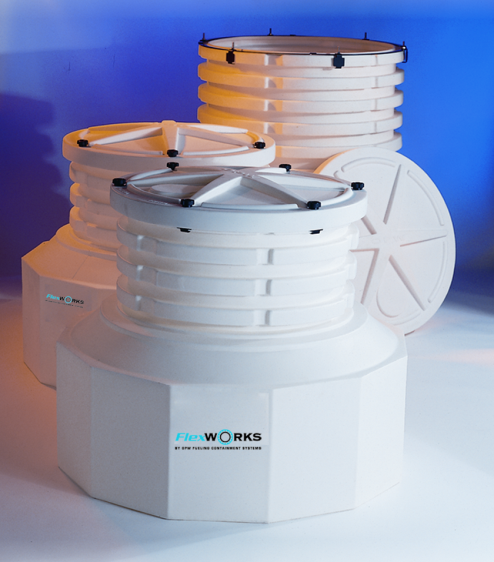 FlexWORKS
FlexWORKS
BY OPW FUELING CONTAINMENT SYSTEMS